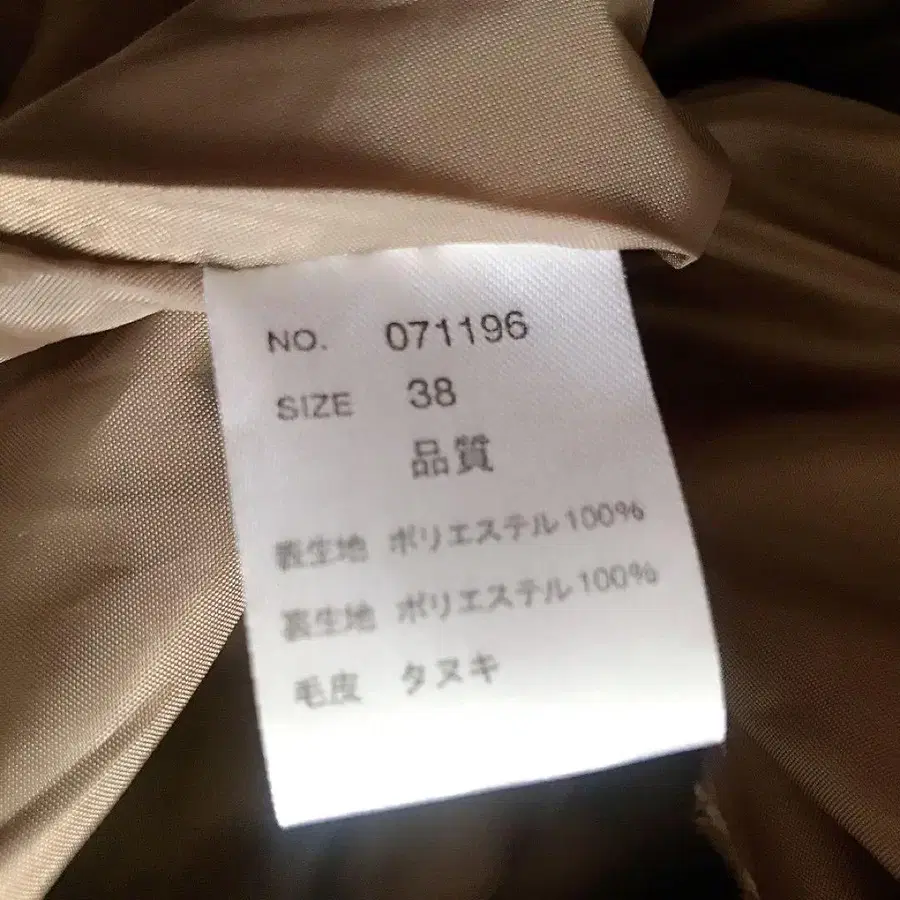 NO. 071196
SIZE 38
品質
表生地 ポリエステル100%
裏生地 ポリエステル100%
毛皮 タヌキ